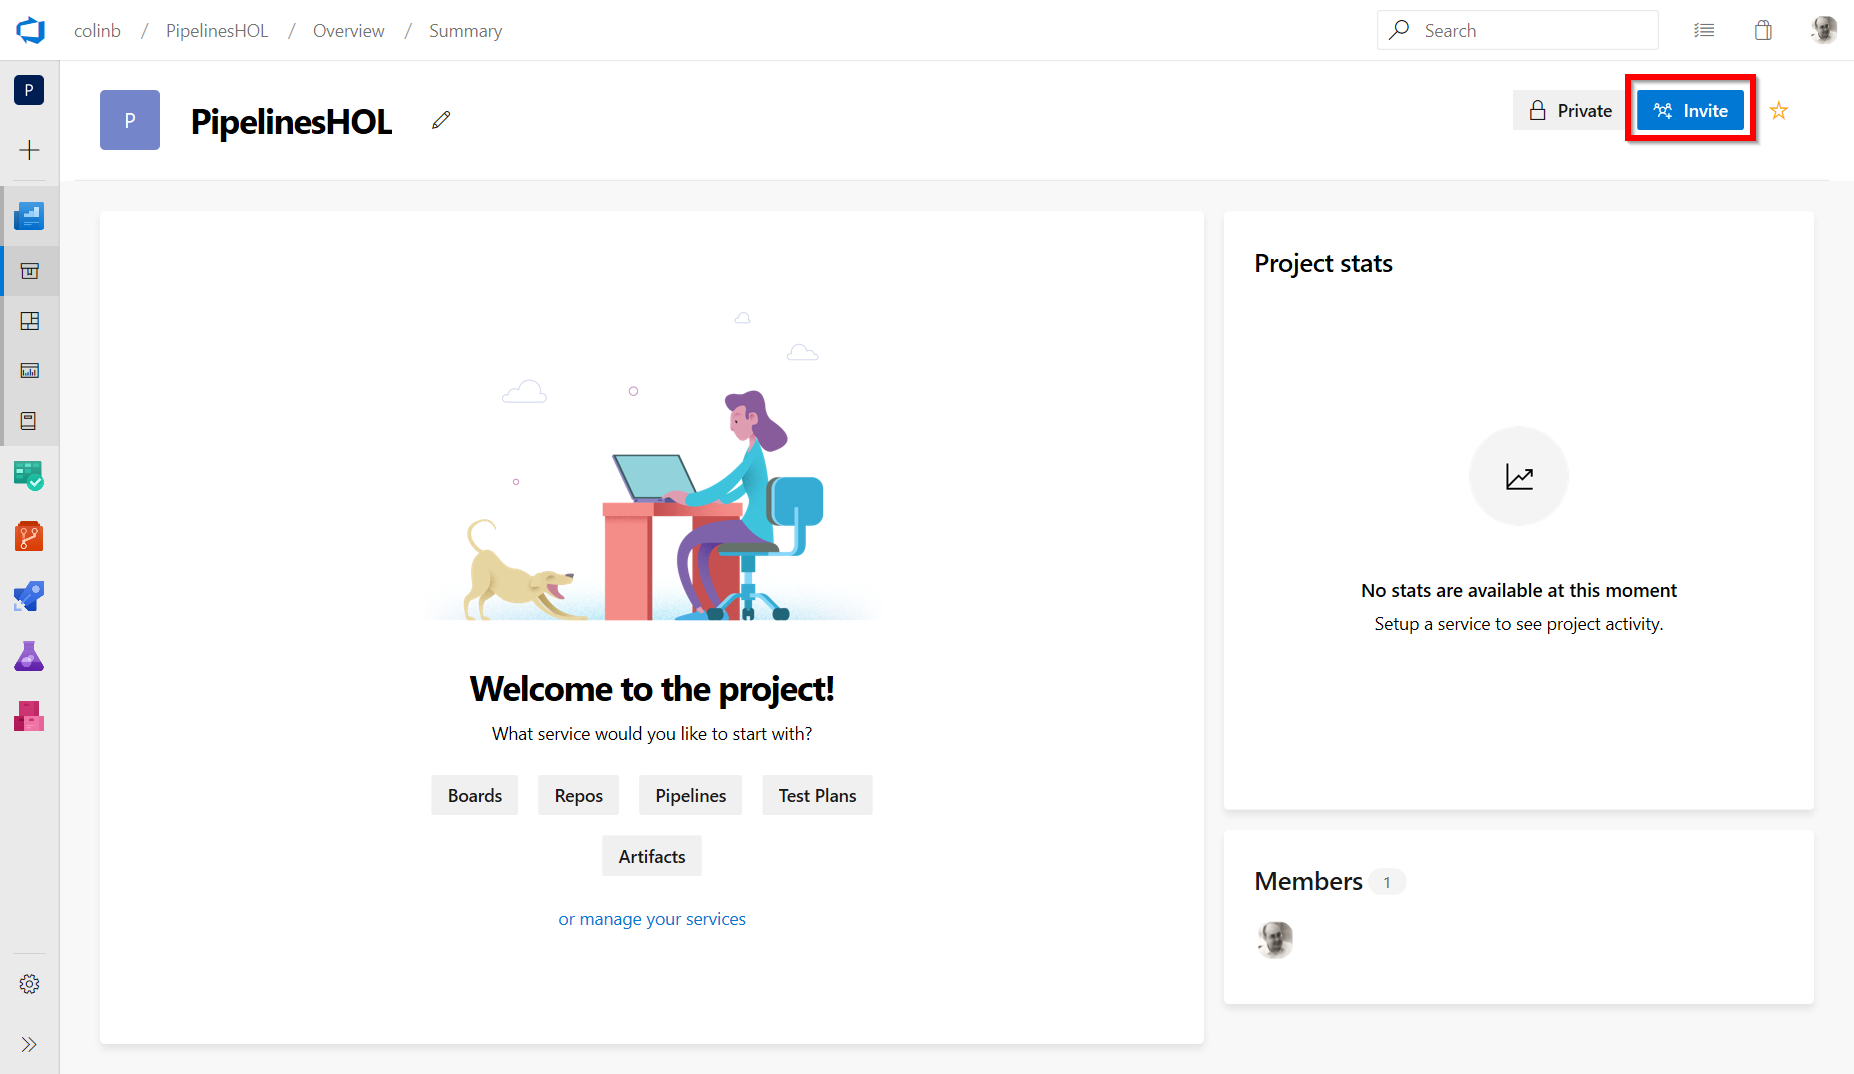 colinb / PipelinesHOL / Overview / Summary
Search
P
P
PipelinesHOL
Private
Invite
Project stats
No stats are available at this moment
Setup a service to see project activity.
Welcome to the project!
What service would you like to start with?
Boards Repos Pipelines Test Plans
Artifacts
or manage your services
Members 1